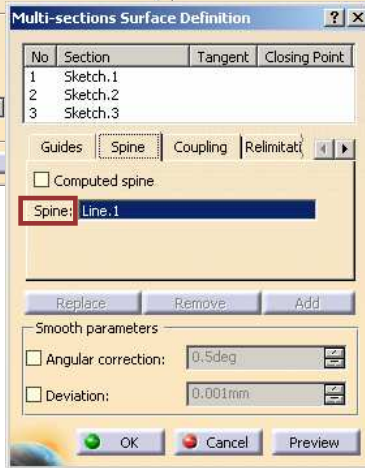 Multi-sections Surface Definition ? X
No Section Tangent Closing Point
1 Sketch.1
2 Sketch.2
3 Sketch.3
Guides Spine Coupling Relimitati
Computed spine
Spine: Line.1
Replace Remove Add
Smooth parameters
Angular correction: 0.5deg
Deviation: 0.001mm
OK Cancel Preview